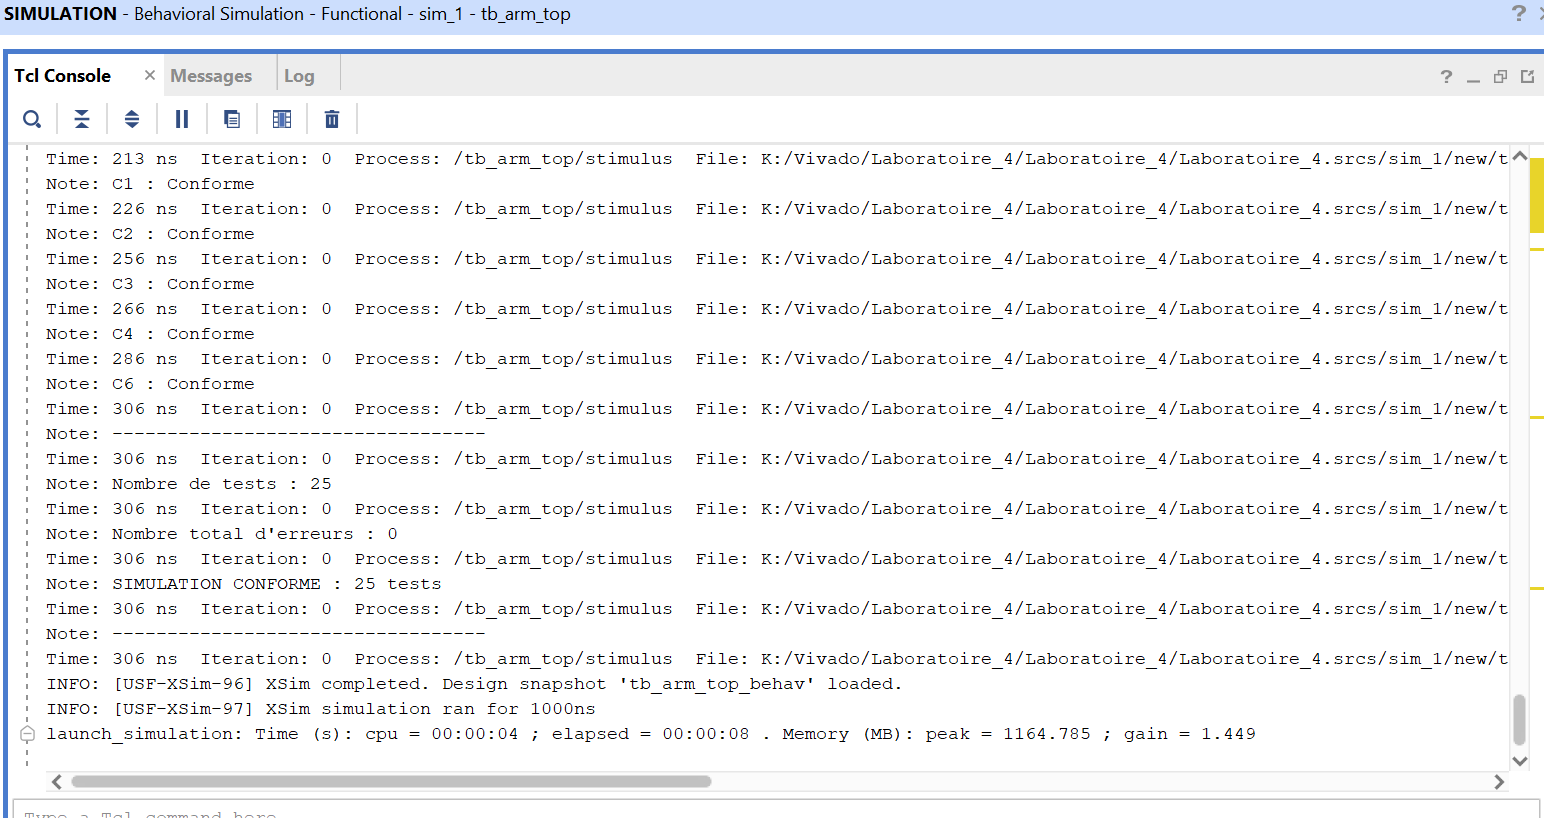 SIMULATION - Behavioral Simulation - Functional - sim_1 - tb_arm_top
Tcl Console Messages Log
Time: 213 ns Iteration: 0 Process: /tb_arm_top/stimulus File: K:/Vivado/Laboratoire_4/Laboratoire_4/Laboratoire_4.srcs/sim_1/new/t
Note: C1 : Conforme
Time: 226 ns Iteration: 0 Process: /tb_arm_top/stimulus File: K:/Vivado/Laboratoire_4/Laboratoire_4/Laboratoire_4.srcs/sim_1/new/t
Note: C2 : Conforme
Time: 256 ns Iteration: 0 Process: /tb_arm_top/stimulus File: K:/Vivado/Laboratoire_4/Laboratoire_4/Laboratoire_4.srcs/sim_1/new/t
Note: C3 : Conforme
Time: 266 ns Iteration: 0 Process: /tb_arm_top/stimulus File: K:/Vivado/Laboratoire_4/Laboratoire_4/Laboratoire_4.srcs/sim_1/new/t
Note: C4 : Conforme
Time: 286 ns Iteration: 0 Process: /tb_arm_top/stimulus File: K:/Vivado/Laboratoire_4/Laboratoire_4/Laboratoire_4.srcs/sim_1/new/t
Note: C6 : Conforme
Time: 306 ns Iteration: 0 Process: /tb_arm_top/stimulus File: K:/Vivado/Laboratoire_4/Laboratoire_4/Laboratoire_4.srcs/sim_1/new/t
Note: ----------------------------------
Time: 306 ns Iteration: 0 Process: /tb_arm_top/stimulus File: K:/Vivado/Laboratoire_4/Laboratoire_4/Laboratoire_4.srcs/sim_1/new/t
Note: Nombre de tests : 25
Time: 306 ns Iteration: 0 Process: /tb_arm_top/stimulus File: K:/Vivado/Laboratoire_4/Laboratoire_4/Laboratoire_4.srcs/sim_1/new/t
Note: Nombre total d'erreurs : 0
Time: 306 ns Iteration: 0 Process: /tb_arm_top/stimulus File: K:/Vivado/Laboratoire_4/Laboratoire_4/Laboratoire_4.srcs/sim_1/new/t
Note: SIMULATION CONFORME : 25 tests
Time: 306 ns Iteration: 0 Process: /tb_arm_top/stimulus File: K:/Vivado/Laboratoire_4/Laboratoire_4/Laboratoire_4.srcs/sim_1/new/t
Note: ----------------------------------
Time: 306 ns Iteration: 0 Process: /tb_arm_top/stimulus File: K:/Vivado/Laboratoire_4/Laboratoire_4/Laboratoire_4.srcs/sim_1/new/t
INFO: [USF-XSim-96] XSim completed. Design snapshot 'tb_arm_top_behav' loaded.
INFO: [USF-XSim-97] XSim simulation ran for 1000ns
launch_simulation: Time (s): cpu = 00:00:04 ; elapsed = 00:00:08 . Memory (MB): peak = 1164.785 ; gain = 1.449
Type a Tcl command here